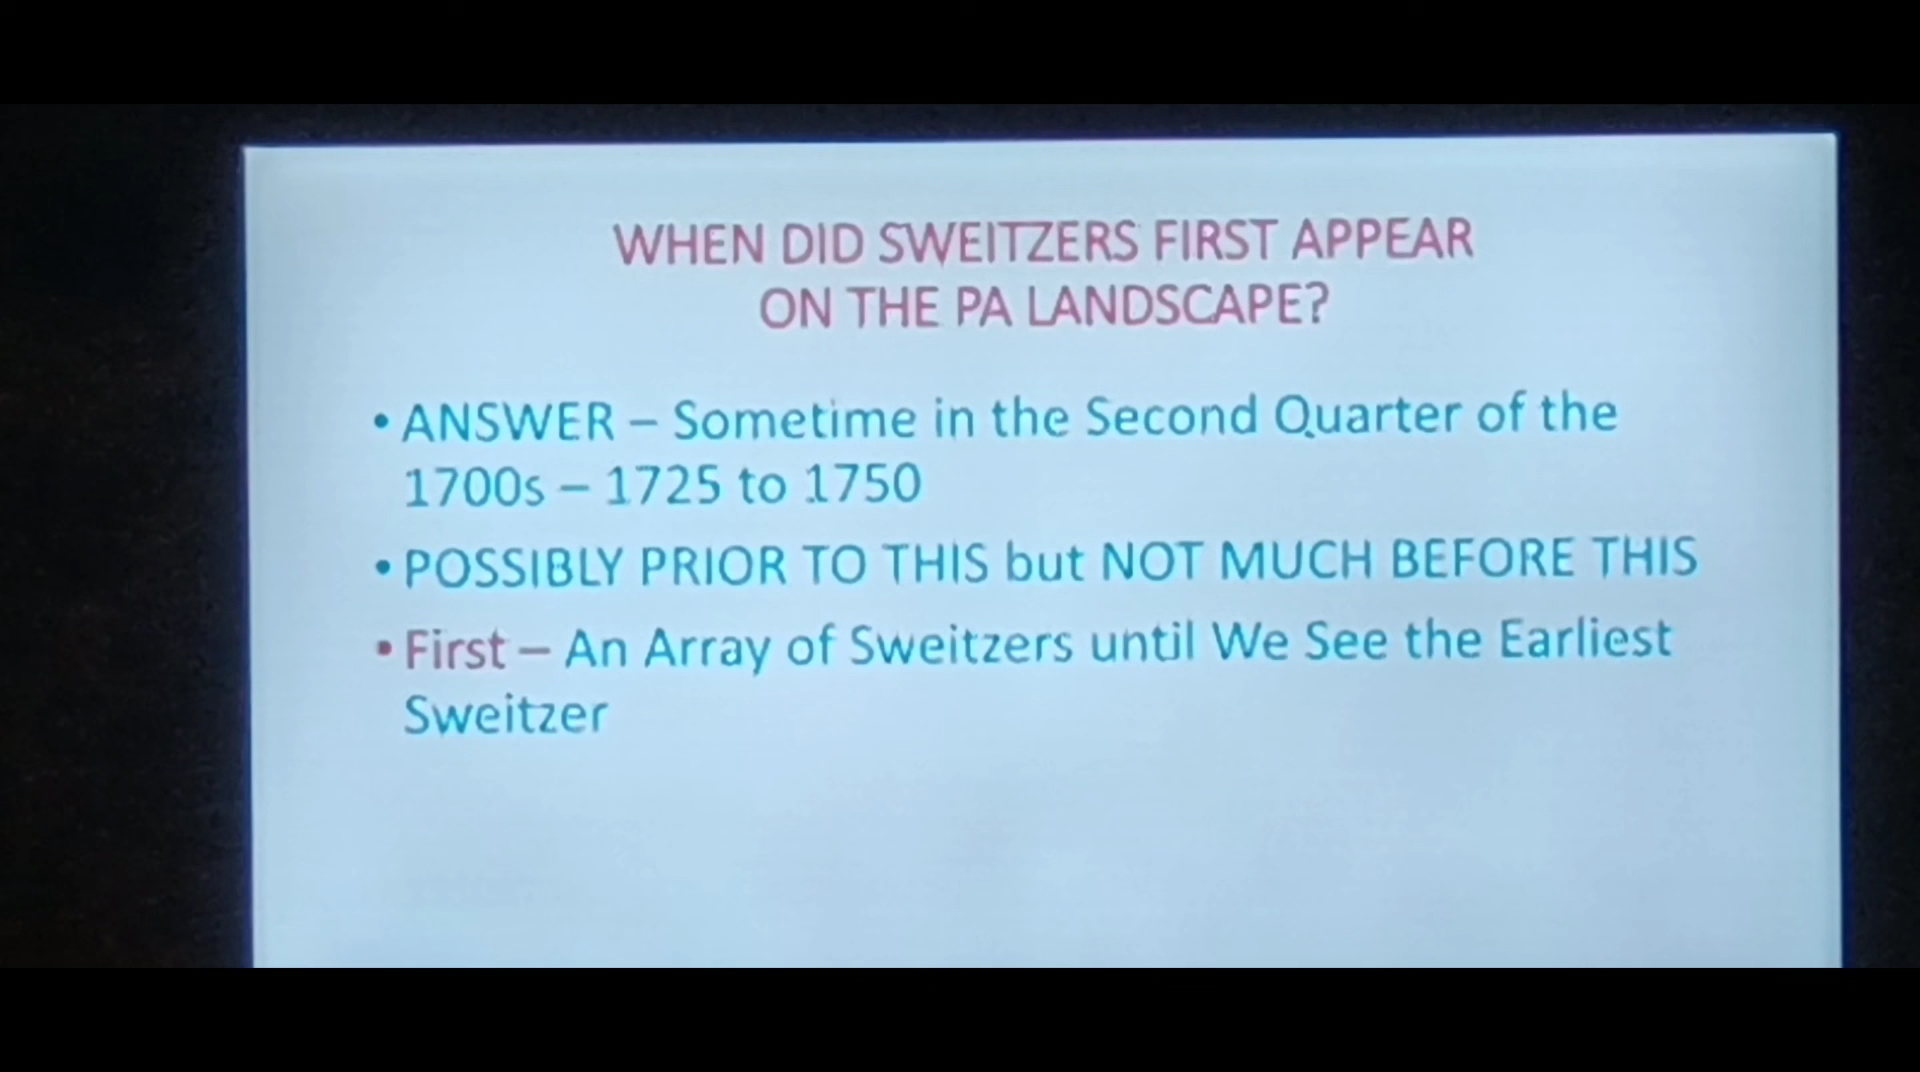 WHEN DID SWEITZERS FIRST APPEAR
ON THE PA LANDSCAPE?
• ANSWER – Sometime in the Second Quarter of the
1700s – 1725 to 1750
• POSSIBLY PRIOR TO THIS but NOT MUCH BEFORE THIS
• First – An Array of Sweitzers until We See the Earliest
Sweitzer